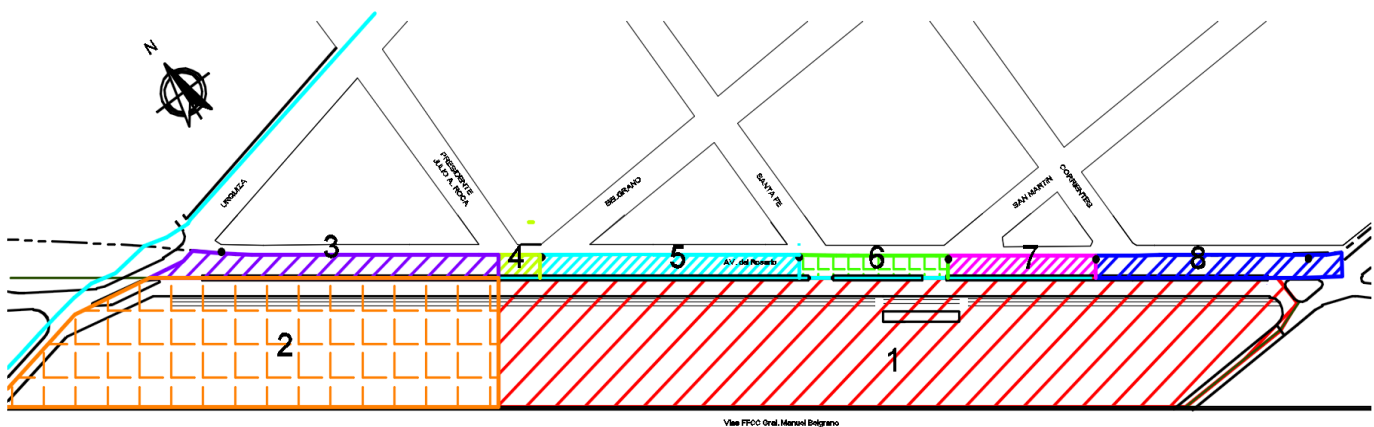 N
URQUIZA
PRESIDENTE
JULIO A. ROCA
BELGRANO
SANTA FE
SAN MARTIN
CORRIENTES
3
4
5
AV. del Rosario
6
7
8
2
1
Vias FFCC Gral. Manuel Belgrano